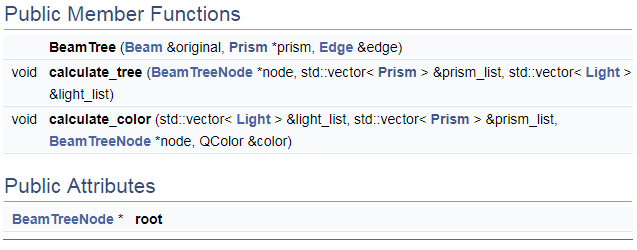 Public Member Functions
BeamTree (Beam &original, Prism *prism, Edge &edge)
void calculate_tree (BeamTreeNode *node, std::vector< Prism > &prism_list, std::vector< Light >
&light_list)
void calculate_color (std::vector< Light > &light_list, std::vector< Prism > &prism_list,
BeamTreeNode *node, QColor &color)
Public Attributes
BeamTreeNode * root